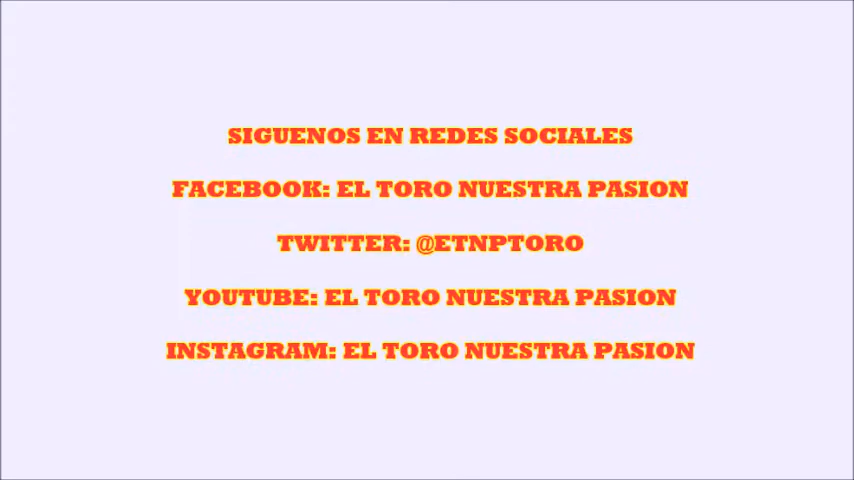 SIGUENOS EN REDES SOCIALES
FACEBOOK: EL TORO NUESTRA PASION
TWITTER: @ETNPTORO
YOUTUBE: EL TORO NUESTRA PASION
INSTAGRAM: EL TORO NUESTRA PASION